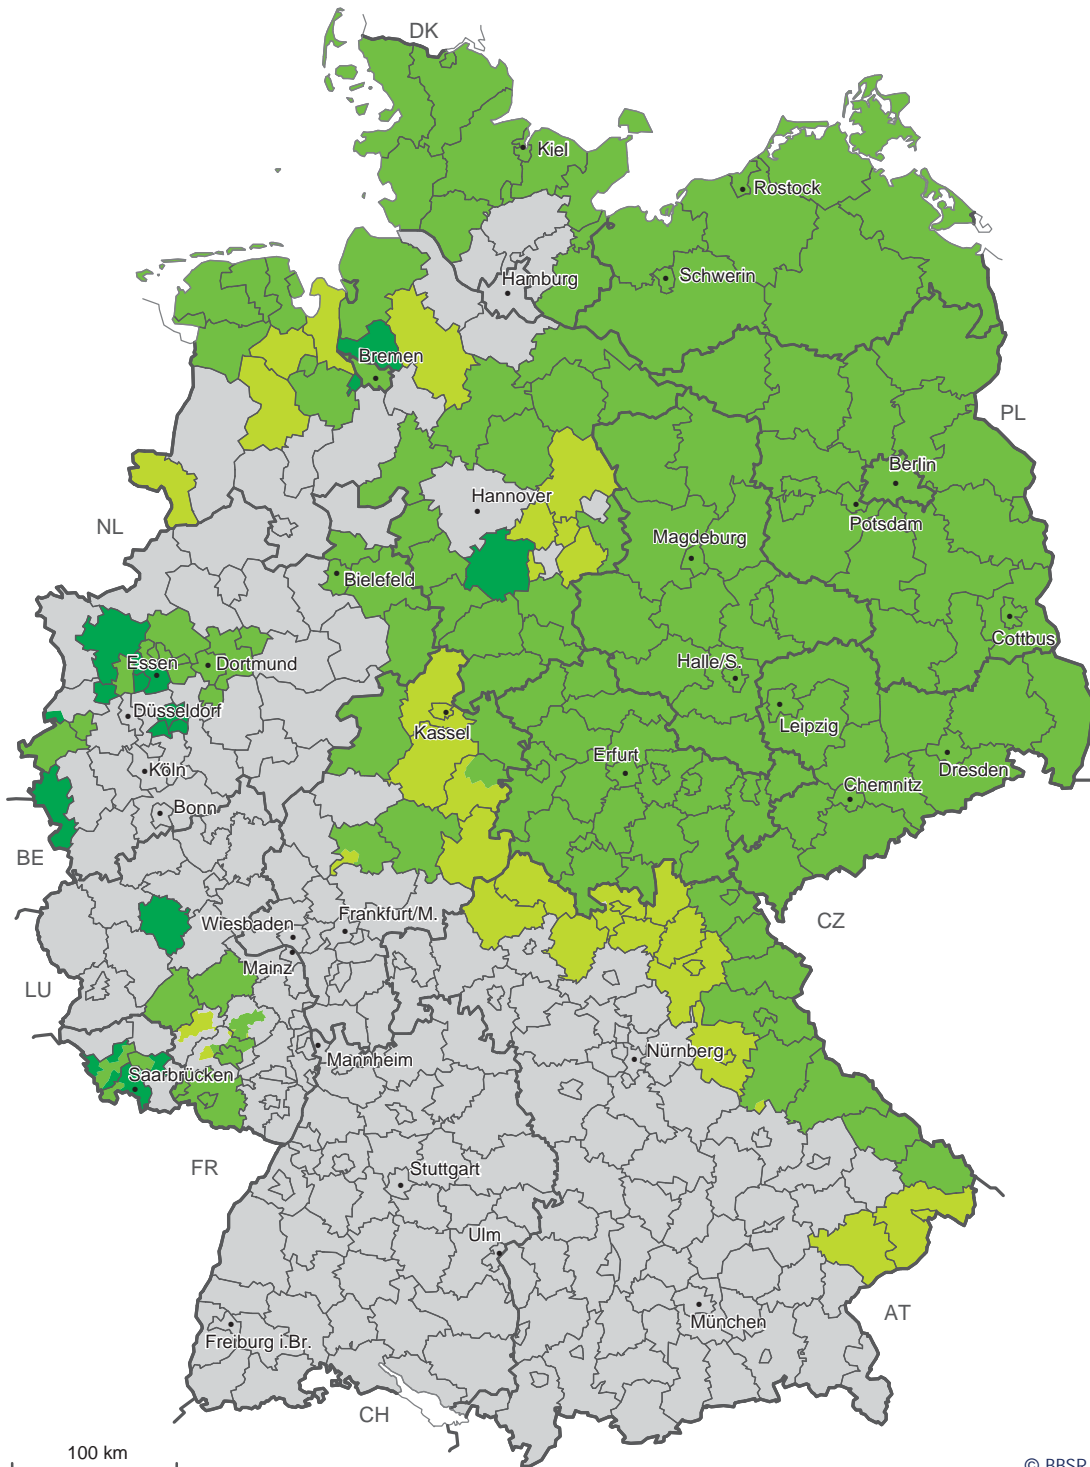 DK
Kiel
Rostock
Schwerin
Hamburg
Bremen
PL
Berlin
Hannover
Potsdam
NL
Magdeburg
Bielefeld
Cottbus
Halle/S.
Essen
Dortmund
Düsseldorf
Leipzig
Kassel
Erfurt
Dresden
Köln
Chemnitz
Bonn
BE
Frankfurt/M.
Wiesbaden
CZ
Mainz
LU
Nürnberg
Mannheim
Saarbrücken
FR
Stuttgart
Ulm
AT
München
Freiburg i.Br.
CH
100 km
© BBSR